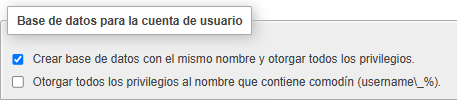 Base de datos para la cuenta de usuario
Crear base de datos con el mismo nombre y otorgar todos los privilegios.
Otorgar todos los privilegios al nombre que contiene comodín (username\_%).